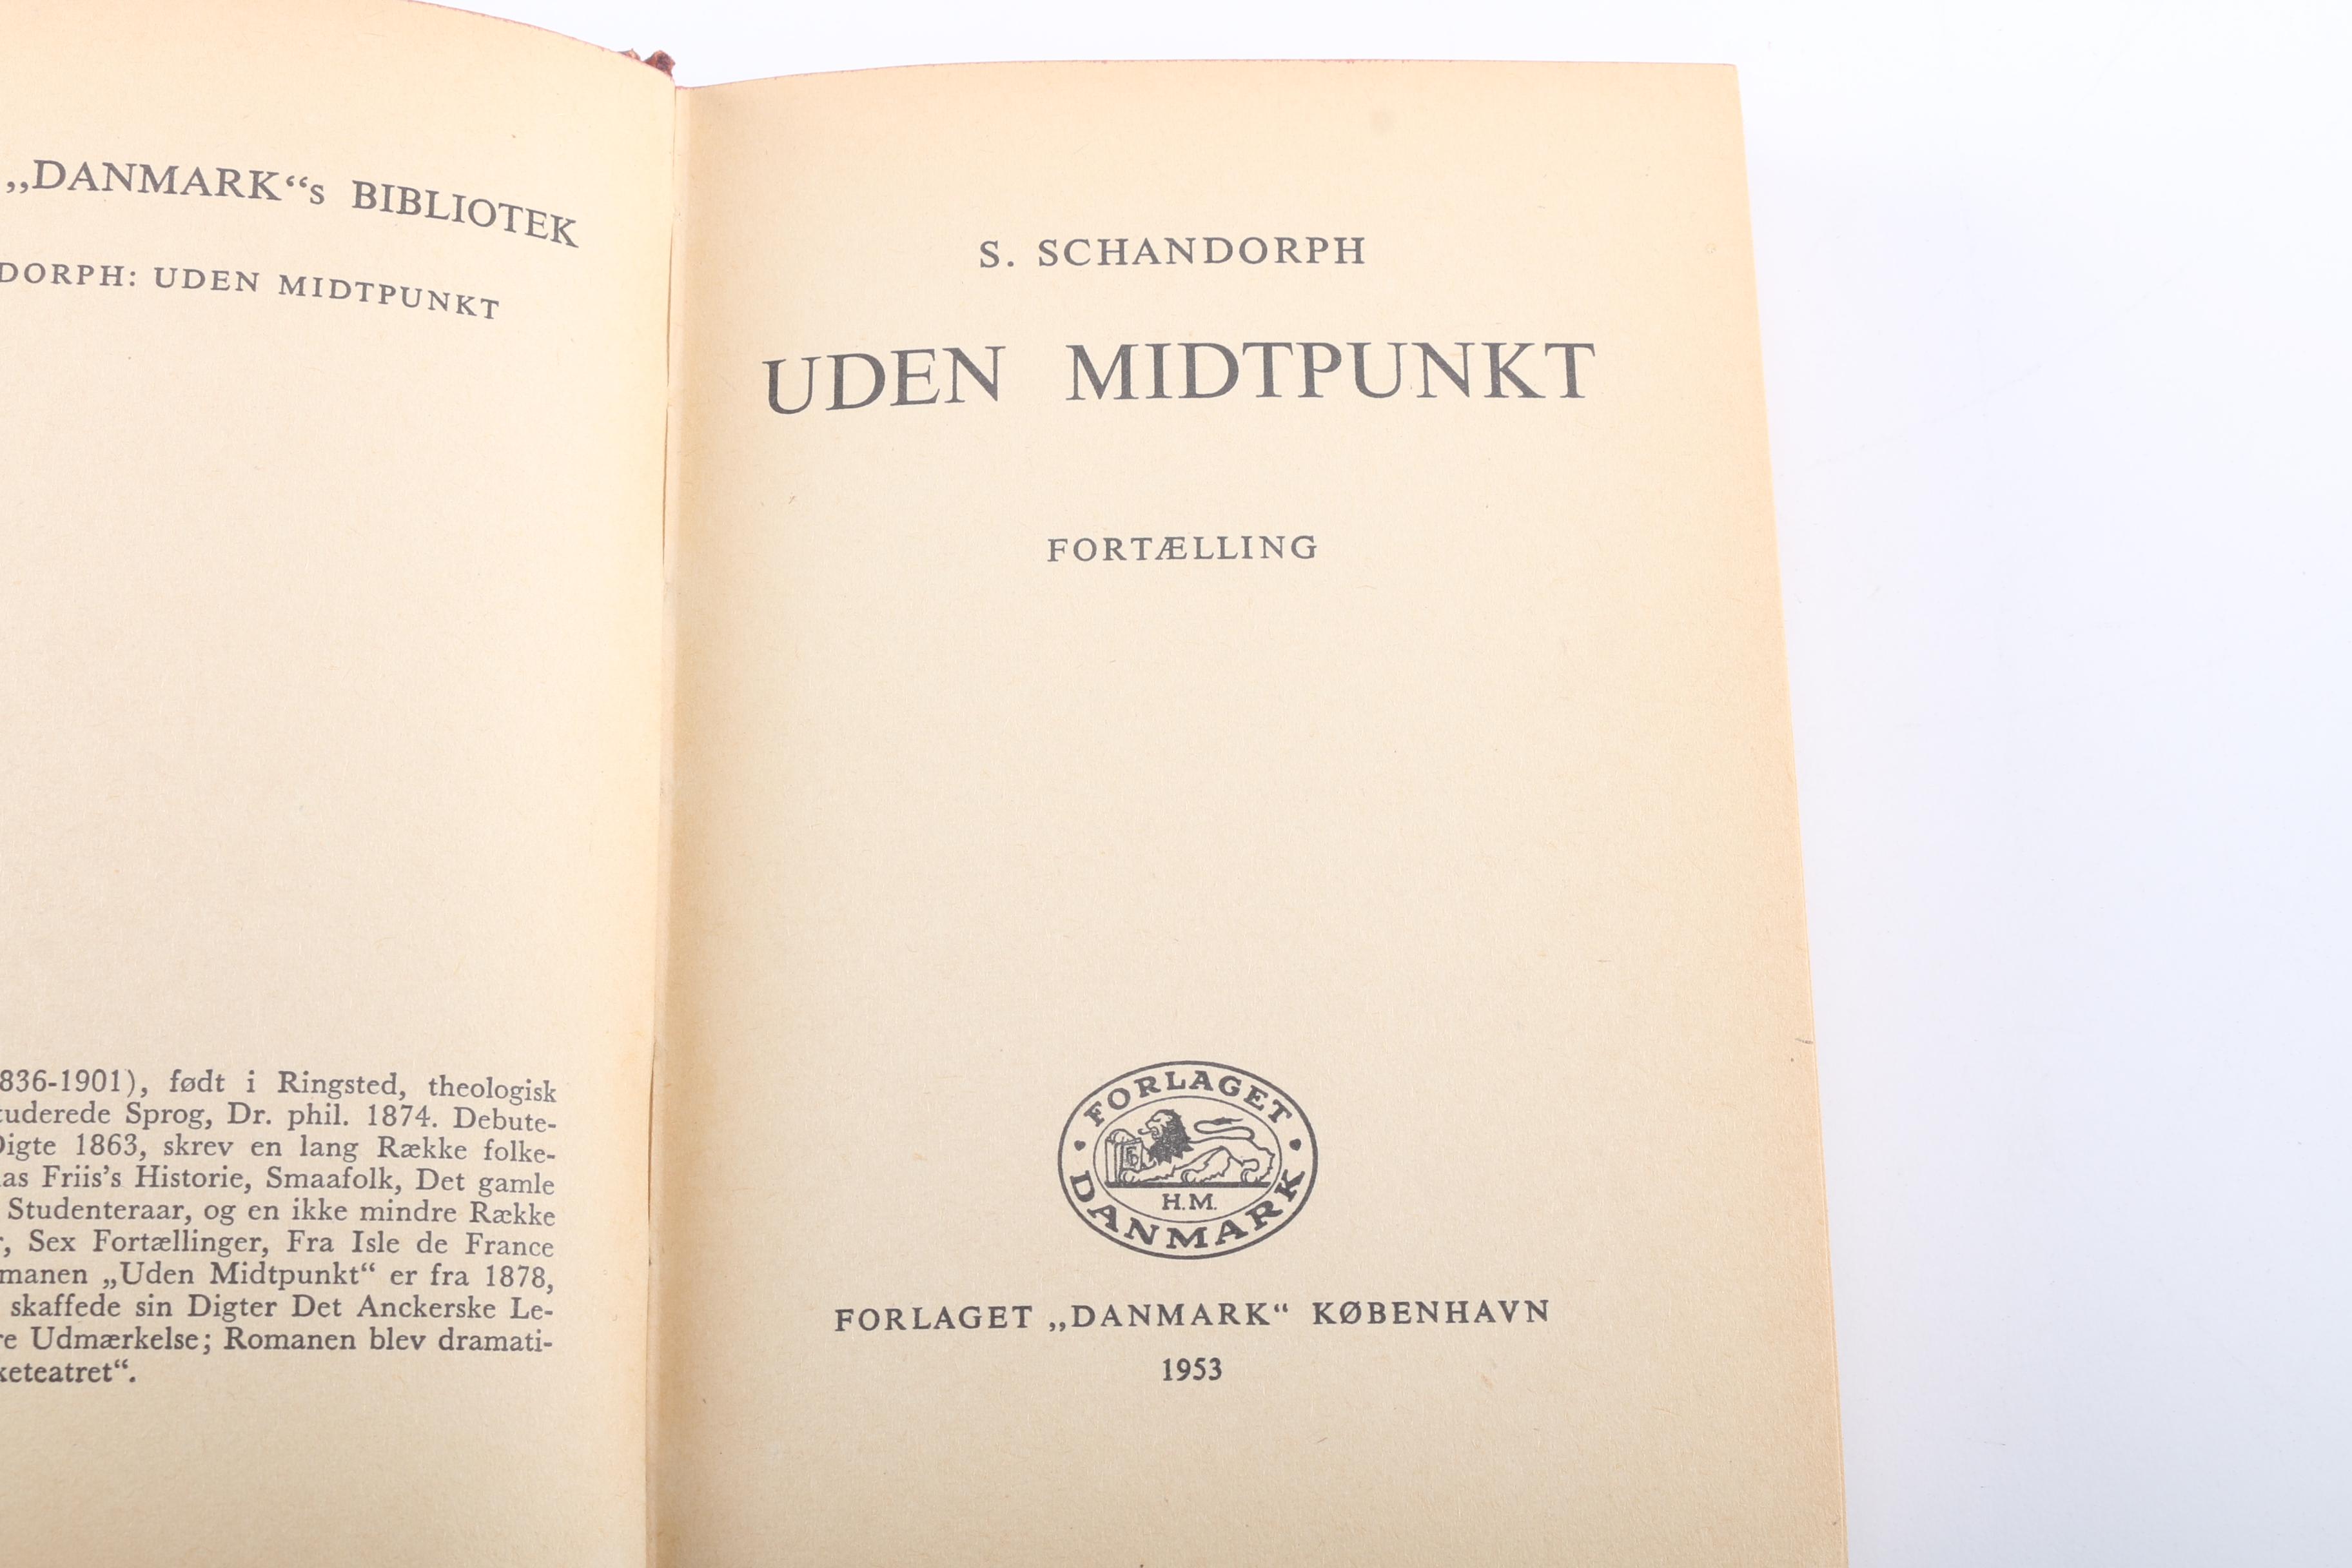 „DANMARK“s BIBLIOTEK
DORPH: UDEN MIDTPUNKT
836-1901), født i Ringsted, theologisk
tuderede Sprog, Dr. phil. 1874. Debute-
Digte 1863, skrev en lang Række folke-
as Friis’s Historie, Smaafolk, Det gamle
Studenteraar, og en ikke mindre Række
r, Sex Fortællinger, Fra Isle de France
manen „Uden Midtpunkt“ er fra 1878,
skaffede sin Digter Det Anckerske Le-
re Udmærkelse; Romanen blev dramati-
keteatret“.
S. SCHANDORPH
UDEN MIDTPUNKT
FORTÆLLING
FORLAGET
H.M.
DANMARK
FORLAGET „DANMARK“ KØBENHAVN
1953